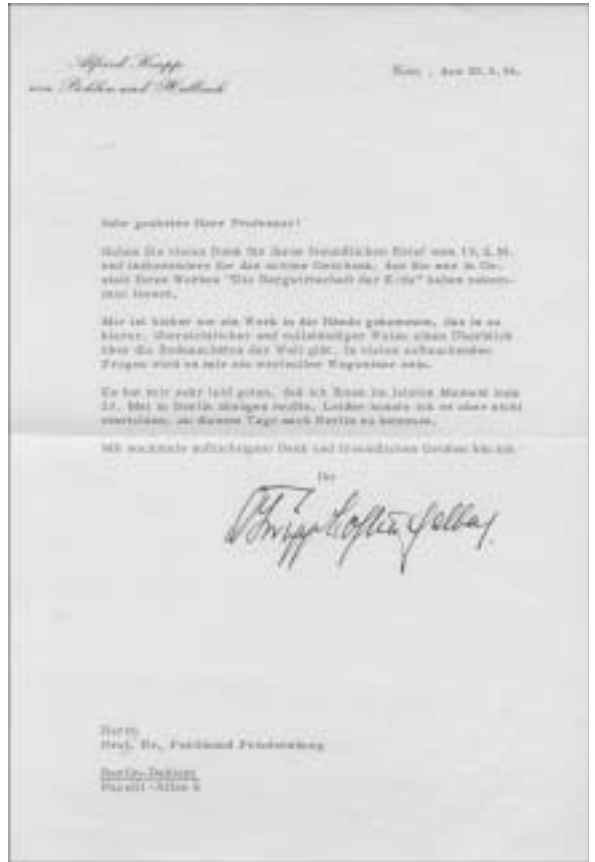 Alfried Krupp
von Bohlen und Halbach
den
Sehr geehrter Herr Professor!
Haben Sie vielen Dank für Ihren freundlichen Brief vom
und insbesondere für das schöne Geschenk, das Sie mir in Ge-
stalt Ihres Werkes "Die Bergwirtschaft der Erde" haben zukom-
men lassen.
Mir ist bisher nie ein Werk in die Hände gekommen, das in so
klarer, übersichtlicher und vollständiger Weise einen Überblick
über die Bodenschätze der Welt gibt. In vielen auftauchenden
Fragen wird es mir ein wertvoller Wegweiser sein.
Es hat mir sehr leid getan, daß ich Ihnen im letzten Moment zum
Mai in Berlin absagen mußte. Leider konnte ich es aber nicht
einrichten, an diesem Tage nach Berlin zu kommen.
Mit nochmals aufrichtigem Dank und freundlichen Grüßen bin ich
Ihr
Herrn
Prof. Dr. Ferdinand Friedensburg
Berlin-Dahlem